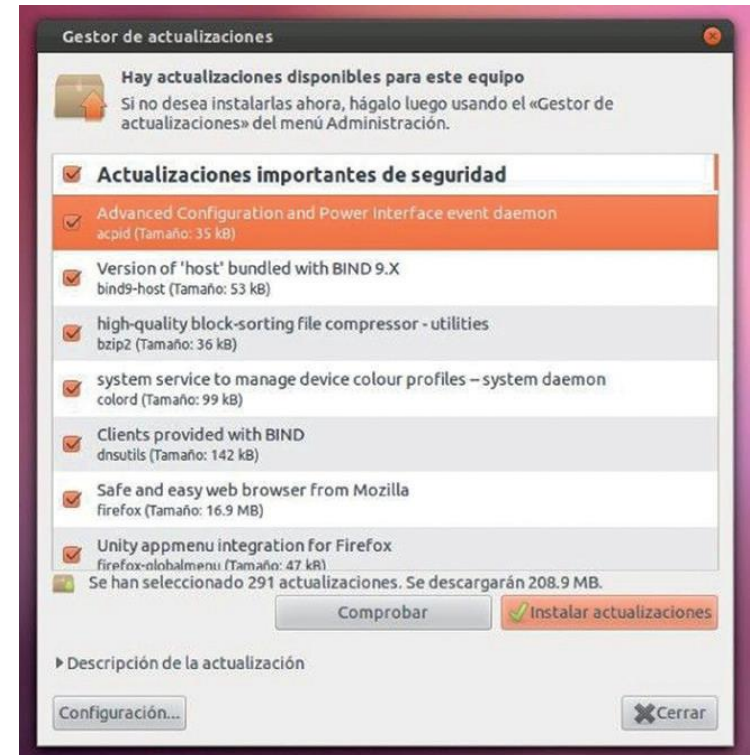 Gestor de actualizaciones
Hay actualizaciones disponibles para este equipo
Si no desea instalarlas ahora, hágalo luego usando el «Gestor de
actualizaciones» del menú Administración.
Actualizaciones importantes de seguridad
Advanced Configuration and Power Interface event daemon
acpid (Tamaño: 35 kB)
Version of 'host' bundled with BIND 9.X
bind9-host (Tamaño: 53 kB)
high-quality block-sorting file compressor - utilities
bzip2 (Tamaño: 36 kB)
system service to manage device colour profiles – system daemon
colord (Tamaño: 99 kB)
Clients provided with BIND
dnsutils (Tamaño: 142 kB)
Safe and easy web browser from Mozilla
firefox (Tamaño: 16.9 MB)
Unity appmenu integration for Firefox
firefox-globalmenu (Tamaño: 47 kB)
Se han seleccionado 291 actualizaciones. Se descargarán 208.9 MB.
Comprobar
Instalar actualizaciones
Descripción de la actualización
Configuración...
Cerrar